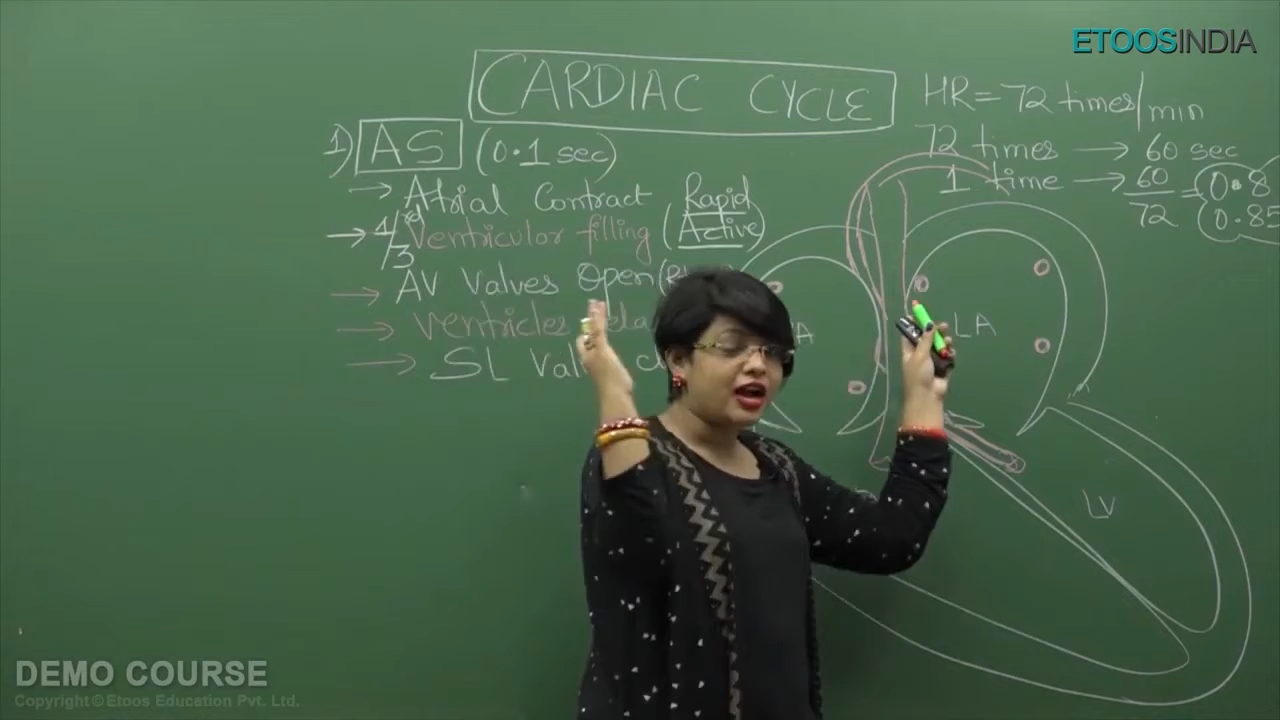 ETOOSINDIA
CARDIAC CYCLE
HR=72 times/min
72 times → 60 sec
1 time → 60/72 = 0.8
0.85
1) AS (0.1 sec)
→ Atrial Contract Rapid
→ 1/3rd Ventricular filling (Active)
→ AV Valves Open
→ Ventricles
→ SL
LA
LV
DEMO COURSE
Copyright © Etoos Education Pvt. Ltd.